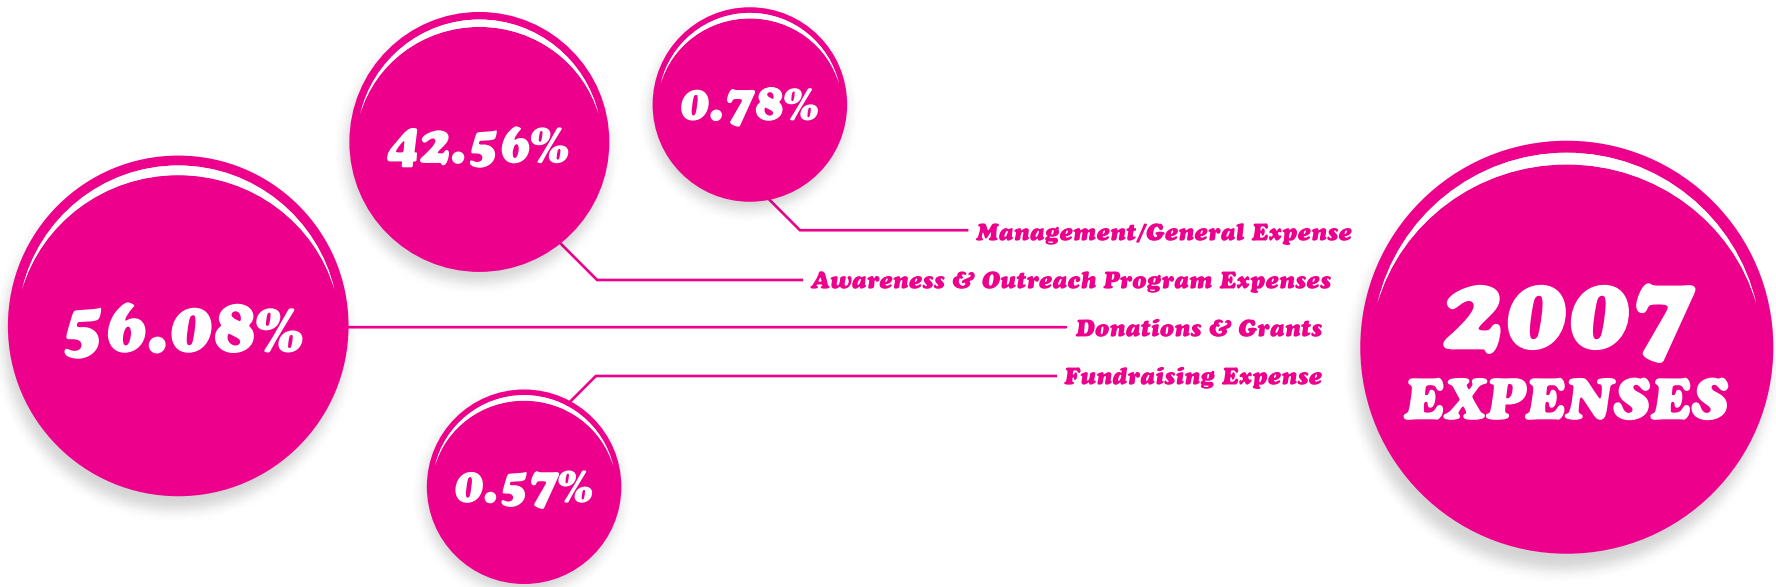 0.78%
42.56%
56.08%
0.57%
Management/General Expense
Awareness & Outreach Program Expenses
Donations & Grants
Fundraising Expense
2007
EXPENSES